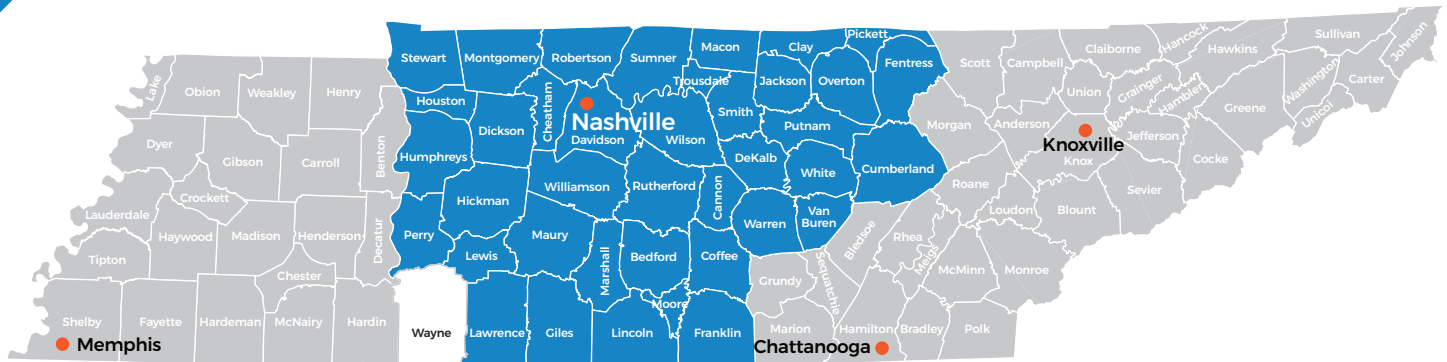 Stewart
Montgomery
Robertson
Sumner
Macon
Clay
Pickett
Fentress
Scott
Campbell
Claiborne
Hancock
Hawkins
Sullivan
Johnson
Lake
Obion
Weakley
Henry
Houston
Cheatham
Trousdale
Jackson
Overton
Union
Grainger
Hamblen
Greene
Washington
Carter
Unicoi
Dyer
Gibson
Carroll
Benton
Humphreys
Dickson
Nashville
Davidson
Wilson
Smith
Putnam
DeKalb
White
Cumberland
Morgan
Anderson
Knoxville
Knox
Jefferson
Cocke
Sevier
Lauderdale
Crockett
Haywood
Madison
Henderson
Decatur
Perry
Hickman
Williamson
Rutherford
Cannon
Warren
Van
Buren
Bledsoe
Rhea
Roane
Loudon
Blount
Tipton
Chester
Lewis
Maury
Marshall
Bedford
Coffee
Grundy
Sequatchie
Meigs
McMinn
Monroe
Shelby
Fayette
Hardeman
McNairy
Hardin
Wayne
Lawrence
Giles
Lincoln
Moore
Franklin
Marion
Hamilton
Bradley
Polk
Memphis
Chattanooga